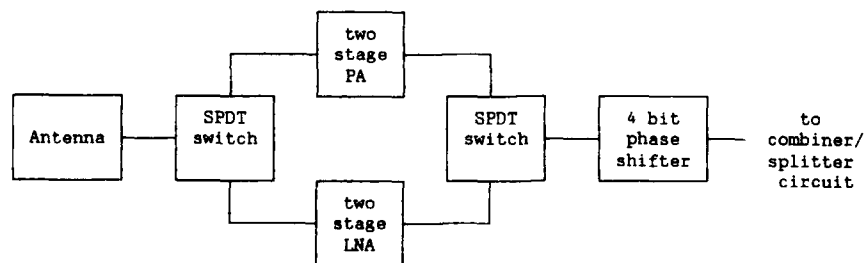 two
stage
PA
Antenna
SPDT
switch
SPDT
switch
4 bit
phase
shifter
to
combiner/
splitter
circuit
two
stage
LNA